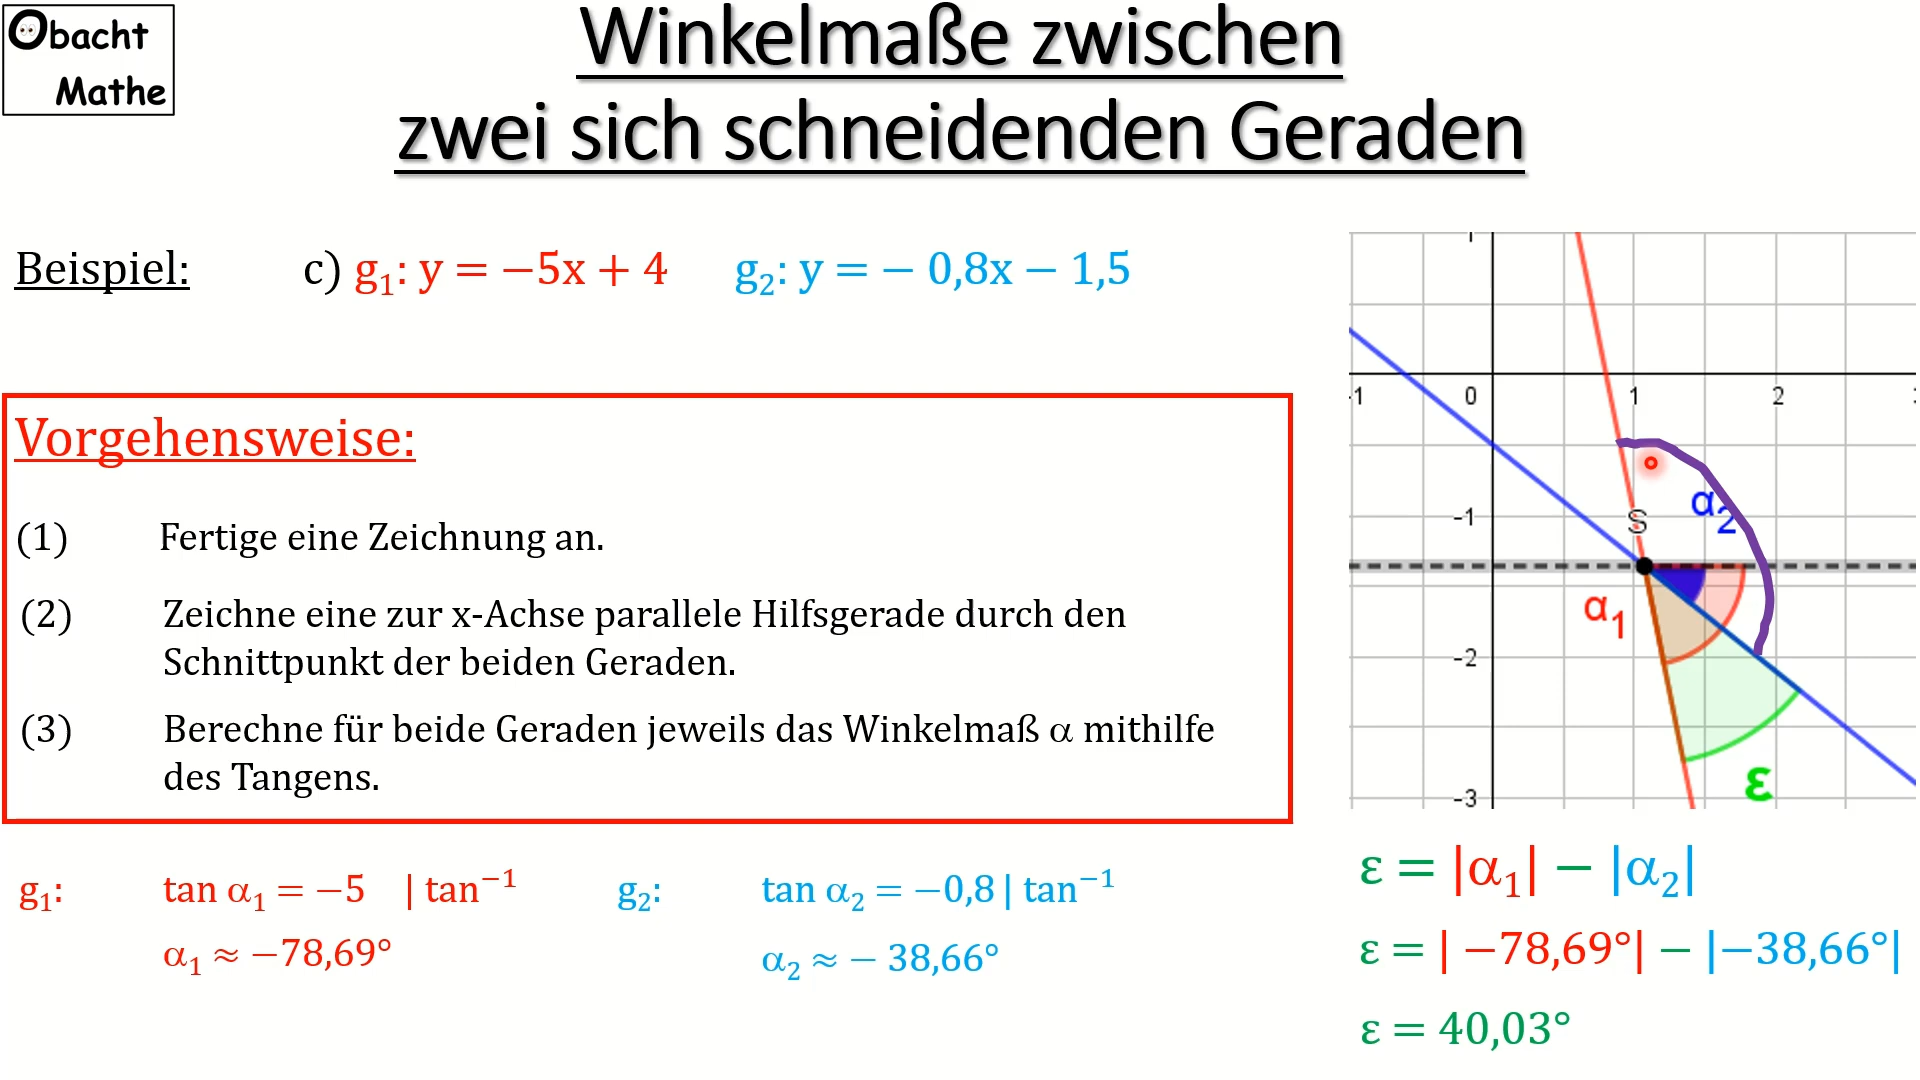 Obacht
Mathe
Winkelmaße zwischen
zwei sich schneidenden Geraden
Beispiel: c) g₁: y = −5x + 4 g₂: y = − 0,8x − 1,5
Vorgehensweise:
(1) Fertige eine Zeichnung an.
(2) Zeichne eine zur x-Achse parallele Hilfsgerade durch den
Schnittpunkt der beiden Geraden.
(3) Berechne für beide Geraden jeweils das Winkelmaß α mithilfe
des Tangens.
g₁: tan α₁ = −5 | tan⁻¹
α₁ ≈ −78,69°
g₂: tan α₂ = −0,8 | tan⁻¹
α₂ ≈ − 38,66°
-1 0 1 2
-1
S
α₂
α₁
-2
ε
-3
ε = |α₁| − |α₂|
ε = | −78,69°| − |−38,66°|
ε = 40,03°